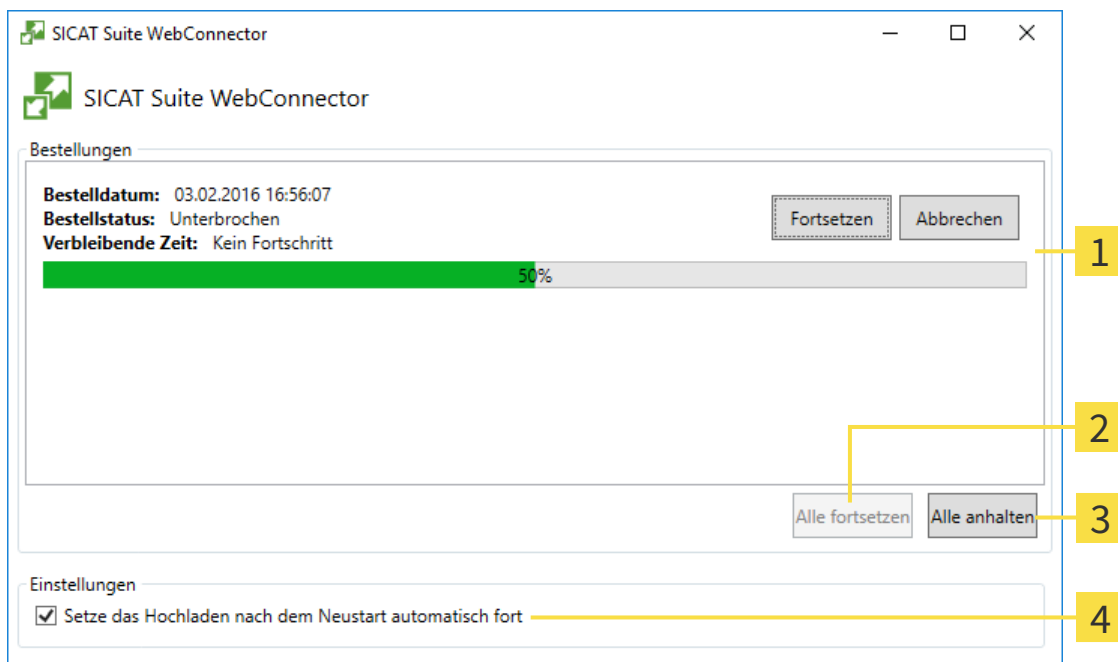 SICAT Suite WebConnector
SICAT Suite WebConnector
Bestellungen
Bestelldatum: 03.02.2016 16:56:07
Bestellstatus: Unterbrochen
Verbleibende Zeit: Kein Fortschritt
Fortsetzen Abbrechen
1
50%
2
Alle fortsetzen Alle anhalten
3
Einstellungen
Setze das Hochladen nach dem Neustart automatisch fort
4